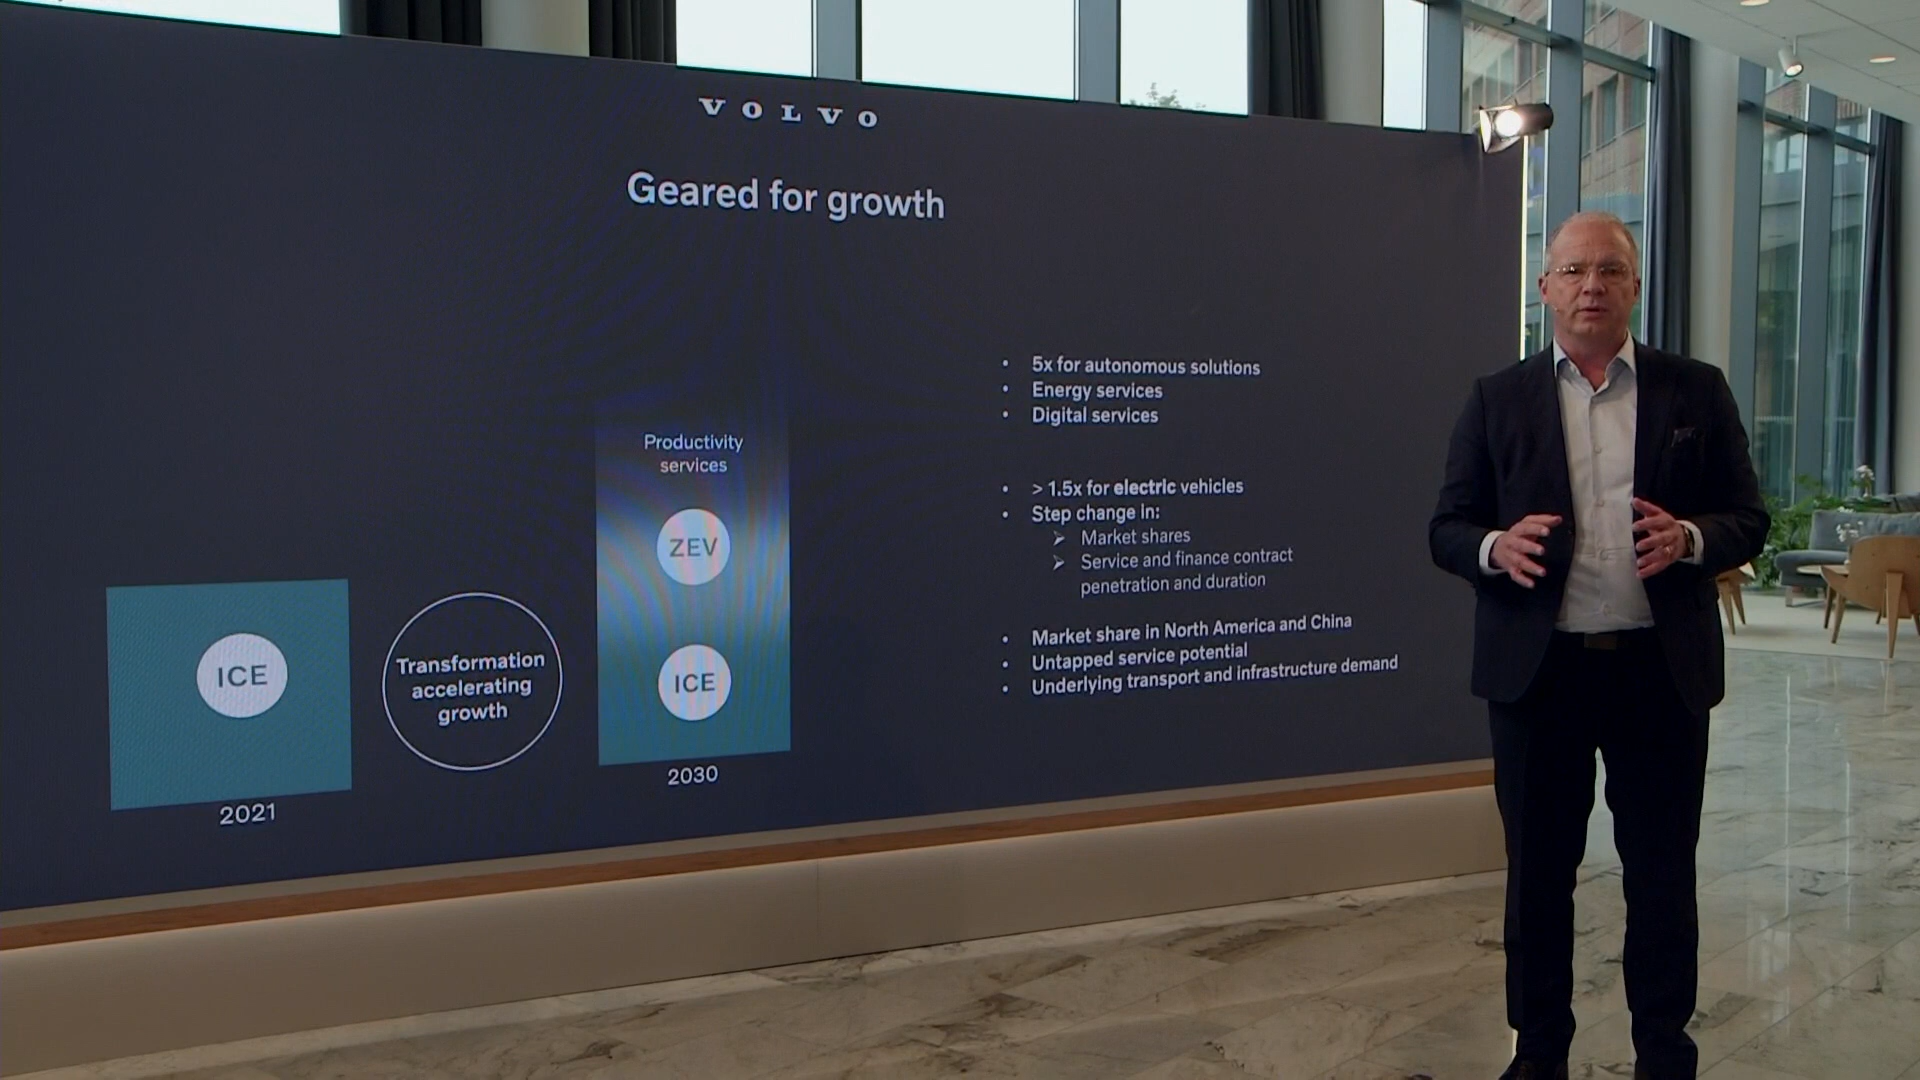 VOLVO
Geared for growth
ICE
2021
Transformation
accelerating
growth
Productivity
services
ZEV
ICE
2030
• 5x for autonomous solutions
• Energy services
• Digital services
• > 1.5x for electric vehicles
• Step change in:
➢ Market shares
➢ Service and finance contract
penetration and duration
• Market share in North America and China
• Untapped service potential
• Underlying transport and infrastructure demand